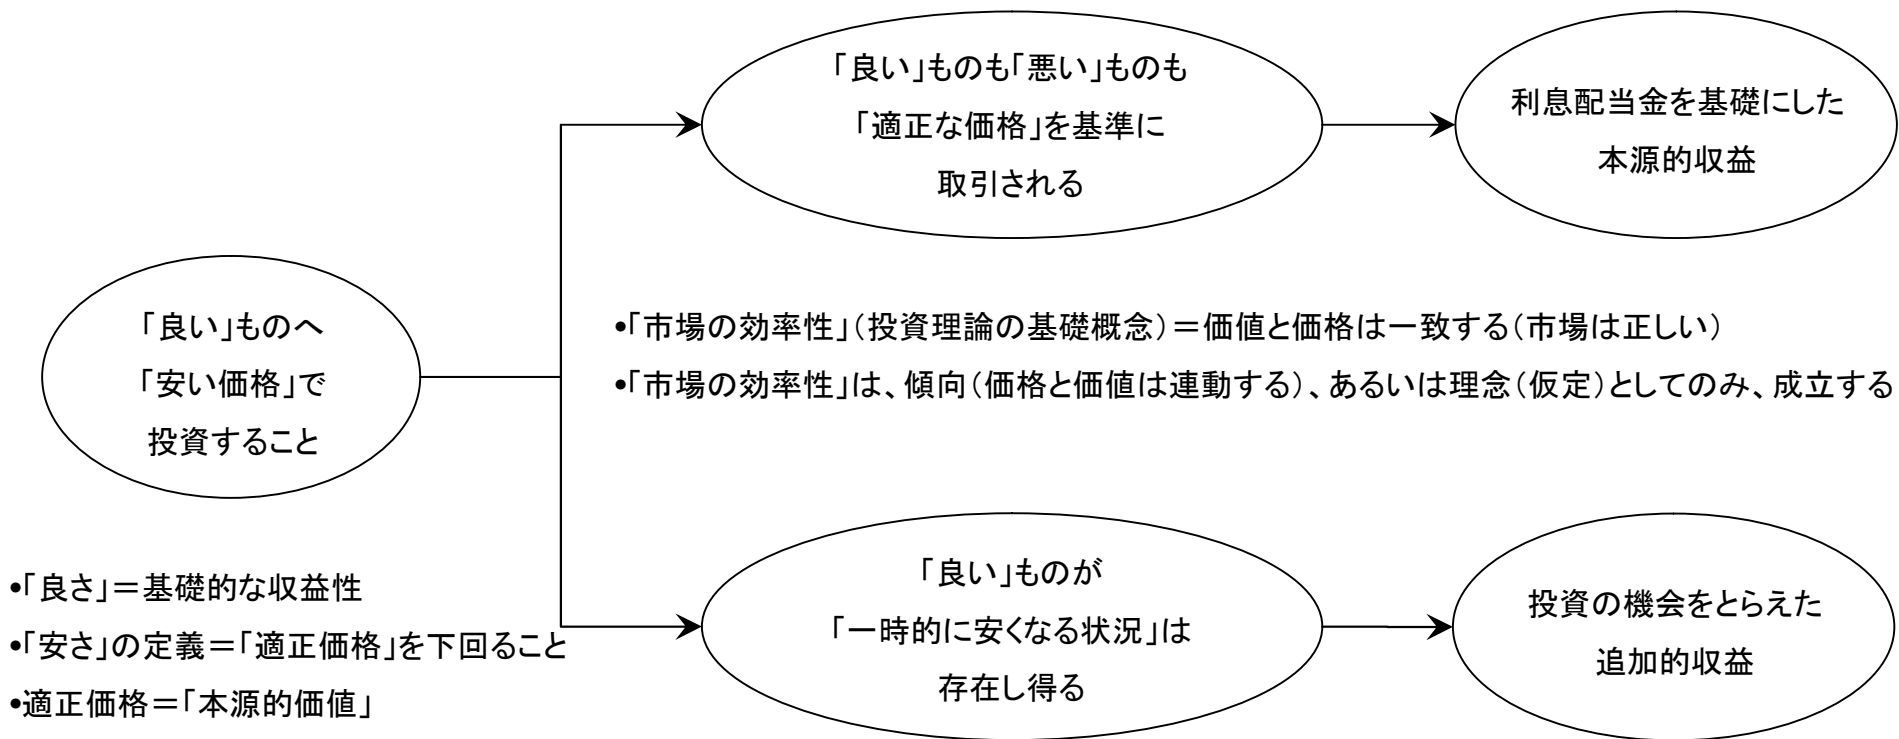 「良い」ものも「悪い」ものも
「適正な価格」を基準に
取引される
利息配当金を基礎にした
本源的収益
「良い」ものへ
「安い価格」で
投資すること
•「市場の効率性」（投資理論の基礎概念）＝価値と価格は一致する（市場は正しい）
•「市場の効率性」は、傾向（価格と価値は連動する）、あるいは理念（仮定）としてのみ、成立する
•「良さ」＝基礎的な収益性
•「安さ」の定義＝「適正価格」を下回ること
•適正価格＝「本源的価値」
「良い」ものが
「一時的に安くなる状況」は
存在し得る
投資の機会をとらえた
追加的収益